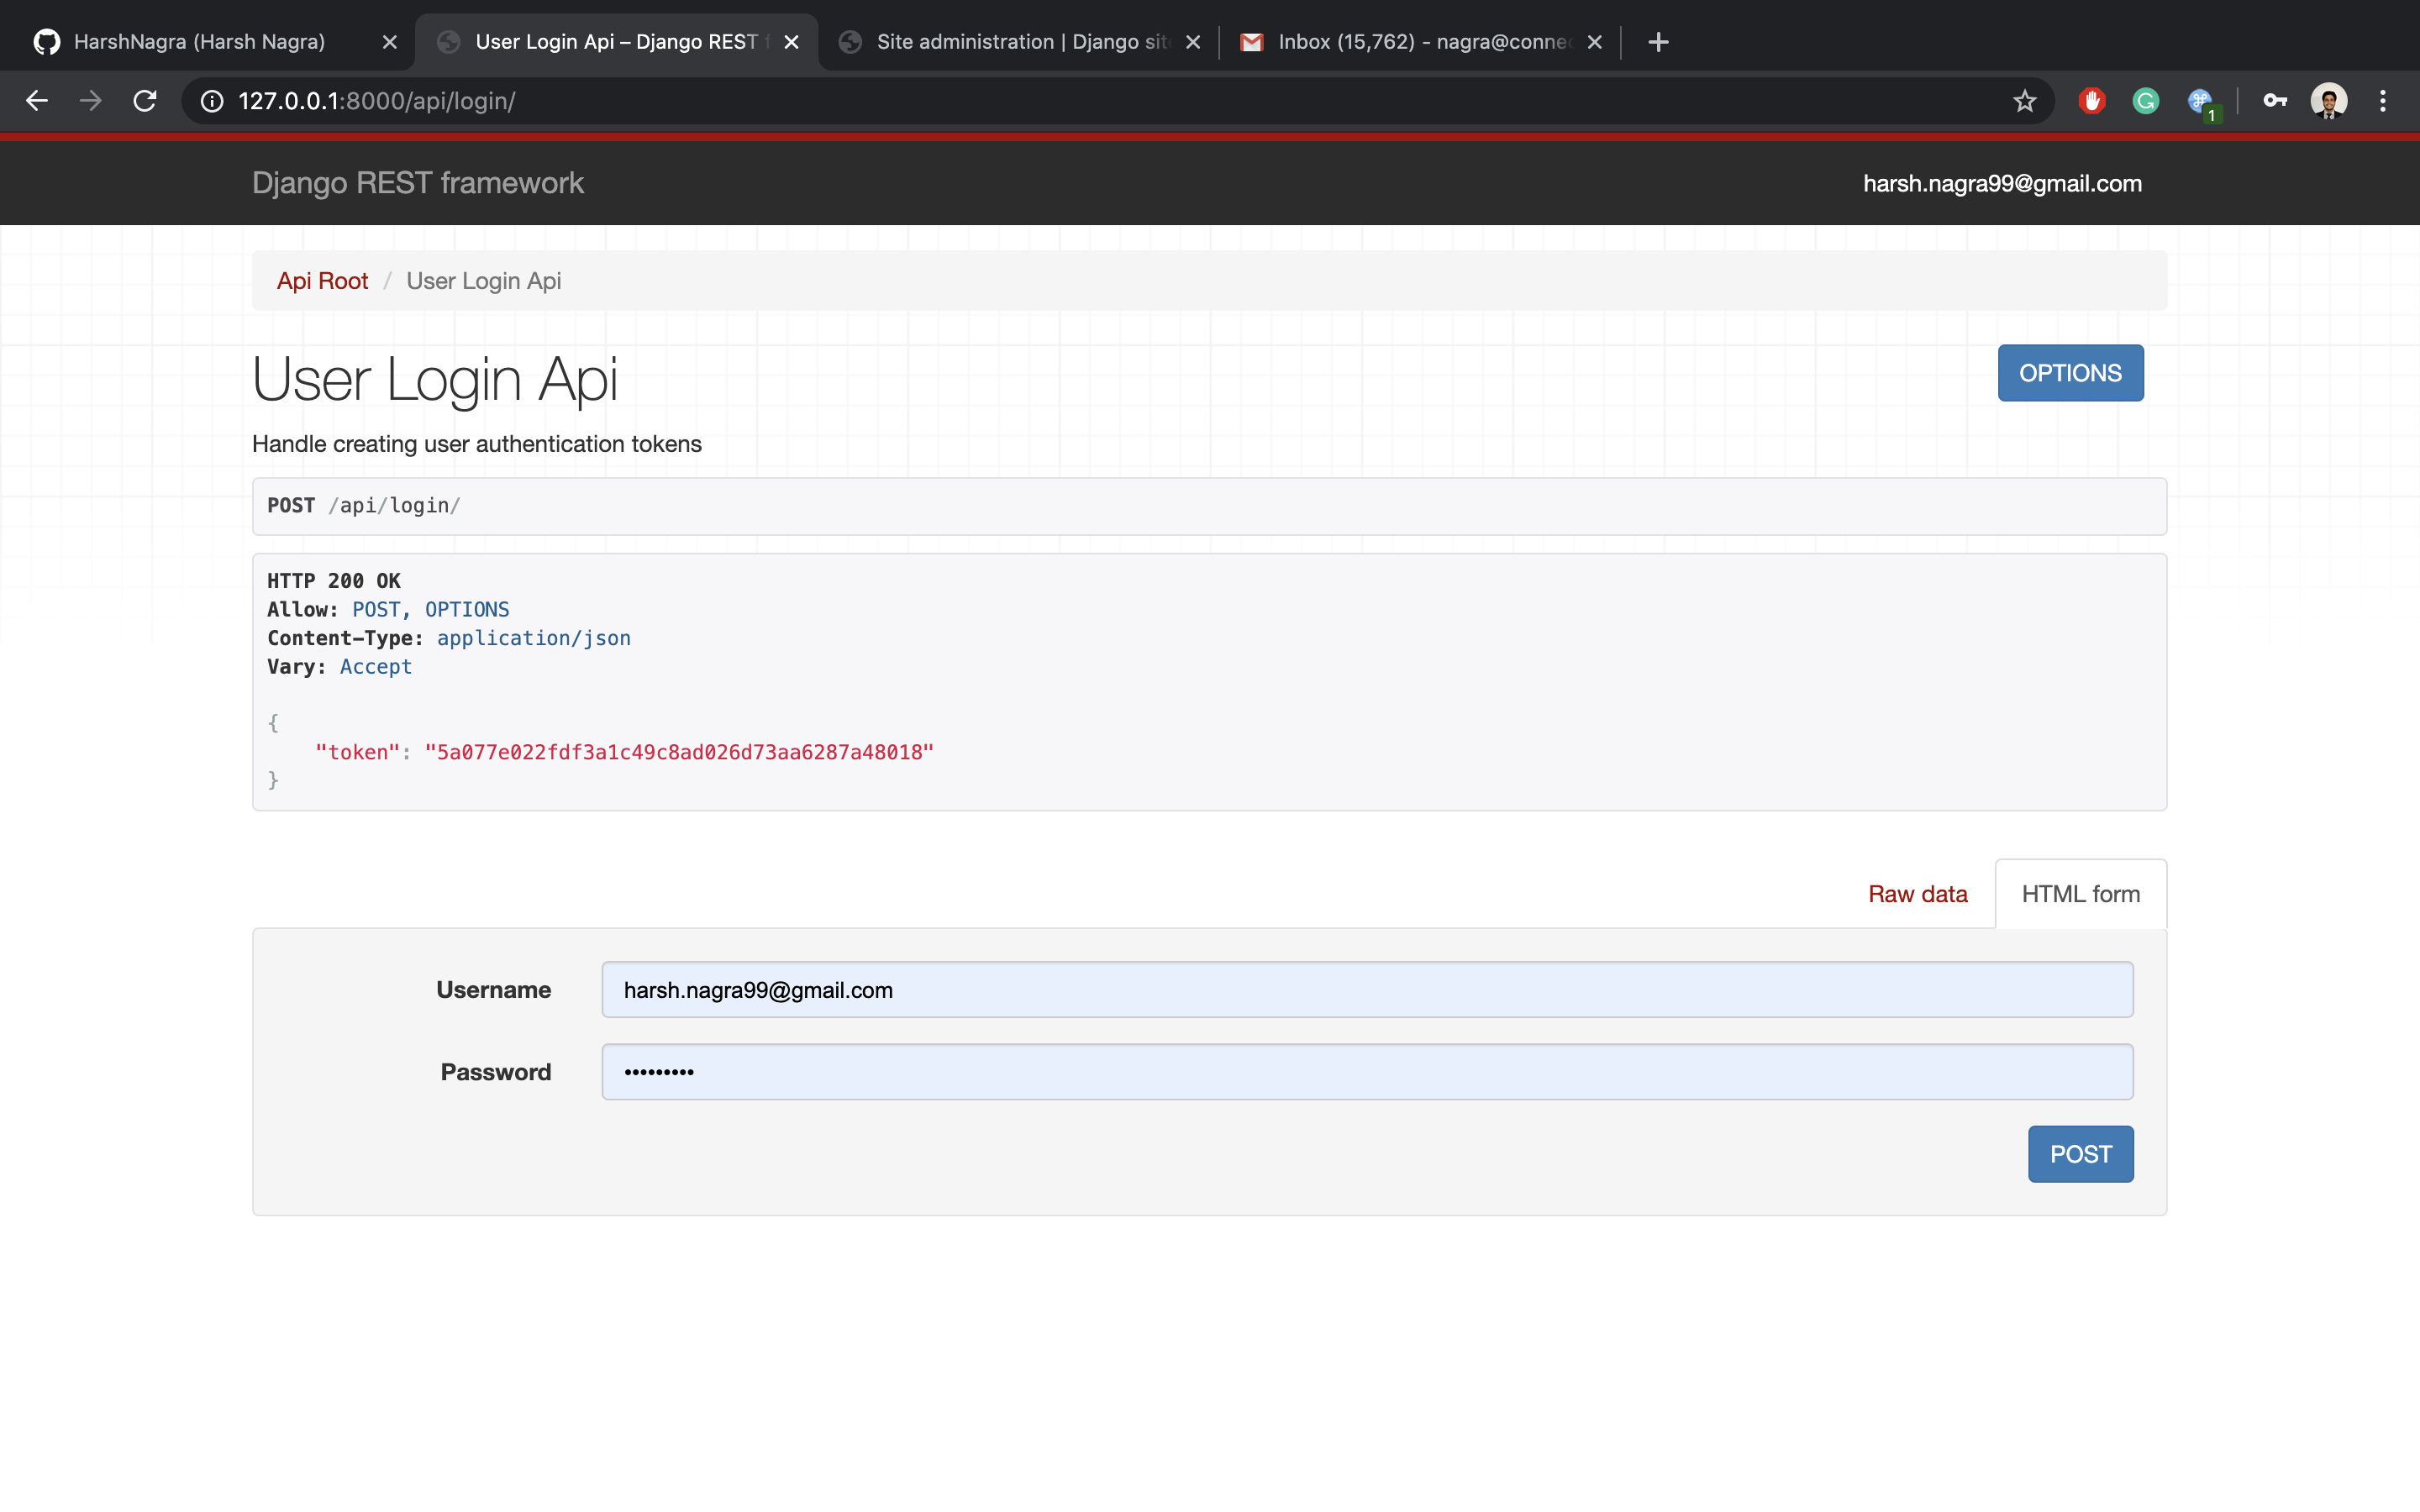 HarshNagra (Harsh Nagra)
User Login Api – Django REST f
Site administration | Django site
Inbox (15,762) - nagra@connec
127.0.0.1:8000/api/login/
1
Django REST framework
harsh.nagra99@gmail.com
Api Root / User Login Api
User Login Api
OPTIONS
Handle creating user authentication tokens
POST /api/login/
HTTP 200 OK
Allow: POST, OPTIONS
Content-Type: application/json
Vary: Accept
{
"token": "5a077e022fdf3a1c49c8ad026d73aa6287a48018"
}
Raw data
HTML form
Username
harsh.nagra99@gmail.com
Password
•••••••••
POST